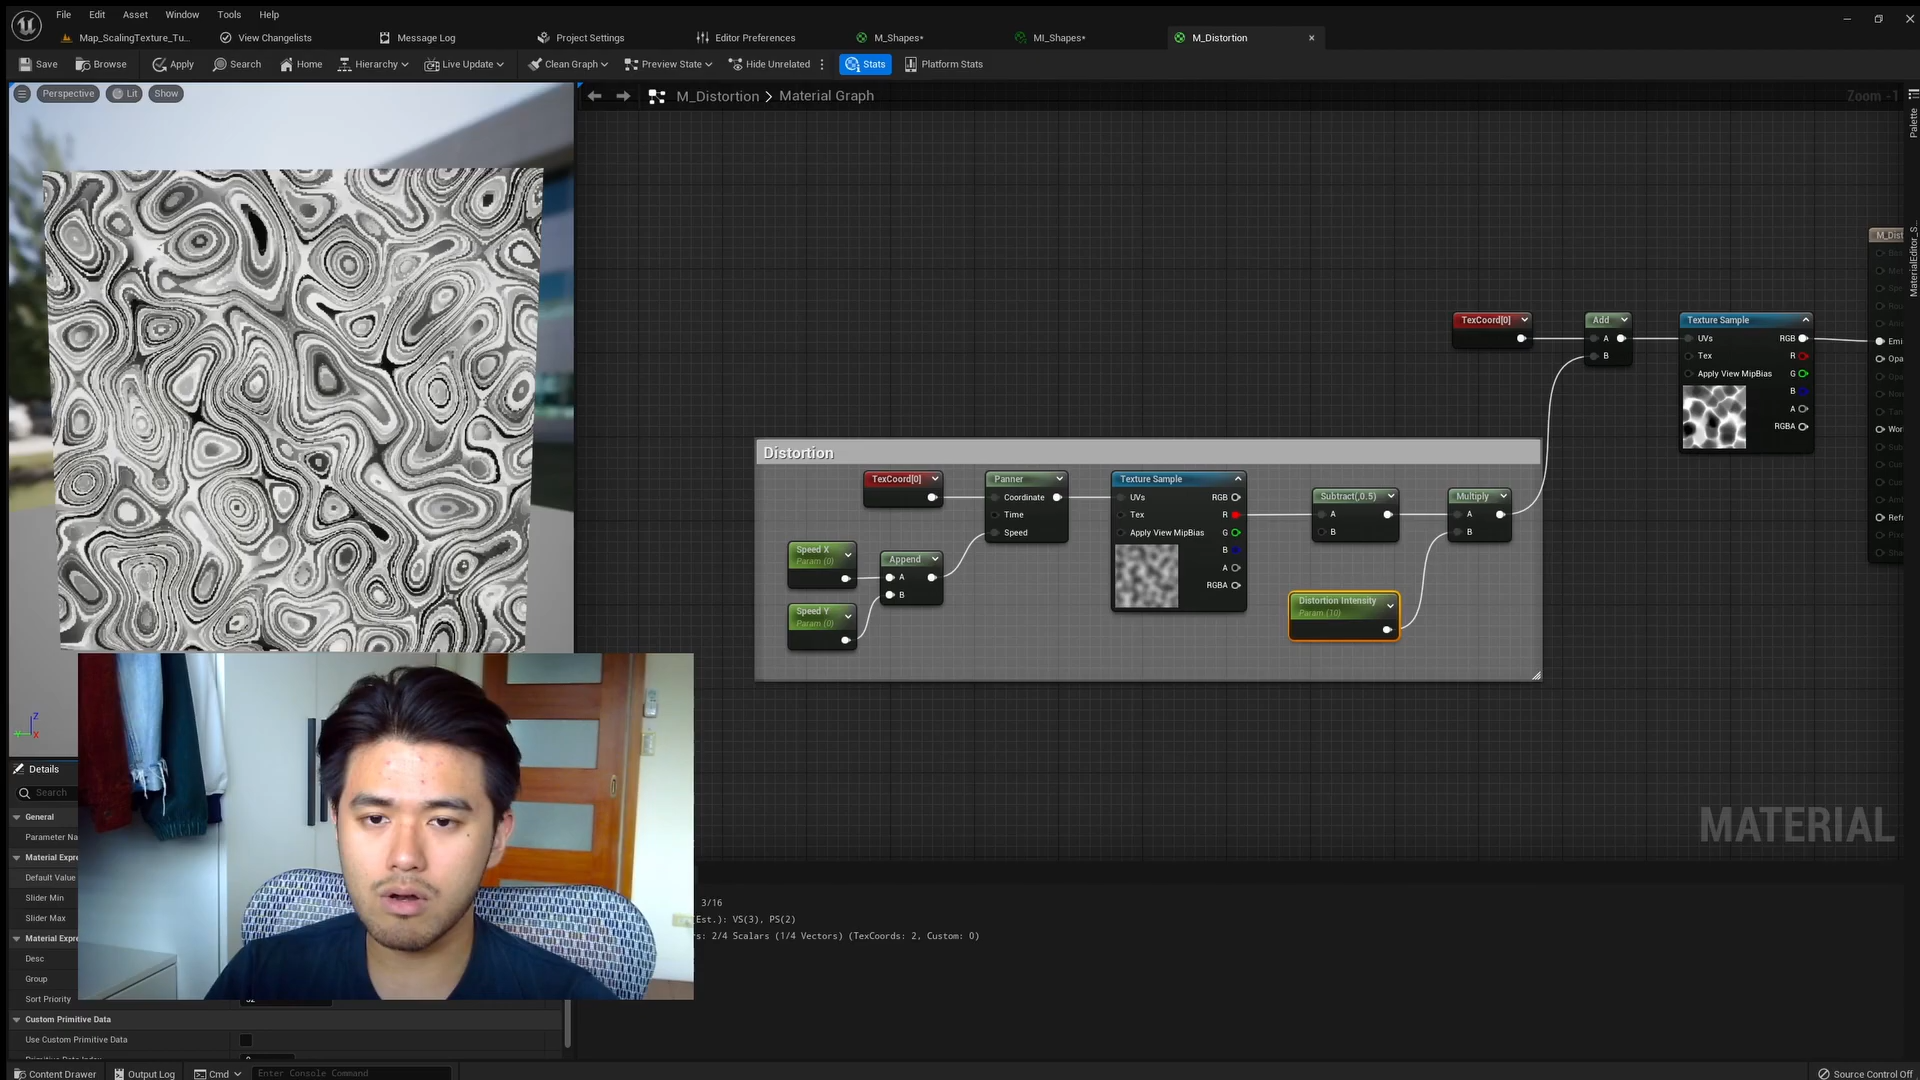 File Edit Asset Window Tools Help
Map_ScalingTexture_Tu... View Changelists Message Log Project Settings Editor Preferences M_Shapes* MI_Shapes* M_Distortion
Save Browse Apply Search Home Hierarchy Live Update Clean Graph Preview State Hide Unrelated Stats Platform Stats
Perspective Lit Show
M_Distortion > Material Graph
Zoom -1
Palette
TexCoord[0]
Add
A
B
Texture Sample
UVs RGB
Tex R
Apply View MipBias G
B
A
RGBA
M_Dist
Emi
Opa
Wor
Refr
Distortion
TexCoord[0]
Panner
Coordinate
Time
Speed
Texture Sample
UVs RGB
Tex R
Apply View MipBias G
B
A
RGBA
Subtract(,0.5)
A
B
Multiply
A
B
Speed X
Param (0)
Append
A
B
Speed Y
Param (0)
Distortion Intensity
Param (10)
MATERIAL
Z
X
Details
Search
General
Parameter Na
Material Expre
Default Value
Slider Min
Slider Max
Material Expre
Desc
Group
Sort Priority
Custom Primitive Data
Use Custom Primitive Data
3/16
Est.): VS(3), PS(2)
s: 2/4 Scalars (1/4 Vectors) (TexCoords: 2, Custom: 0)
Content Drawer Output Log Cmd Enter Console Command
Source Control Off